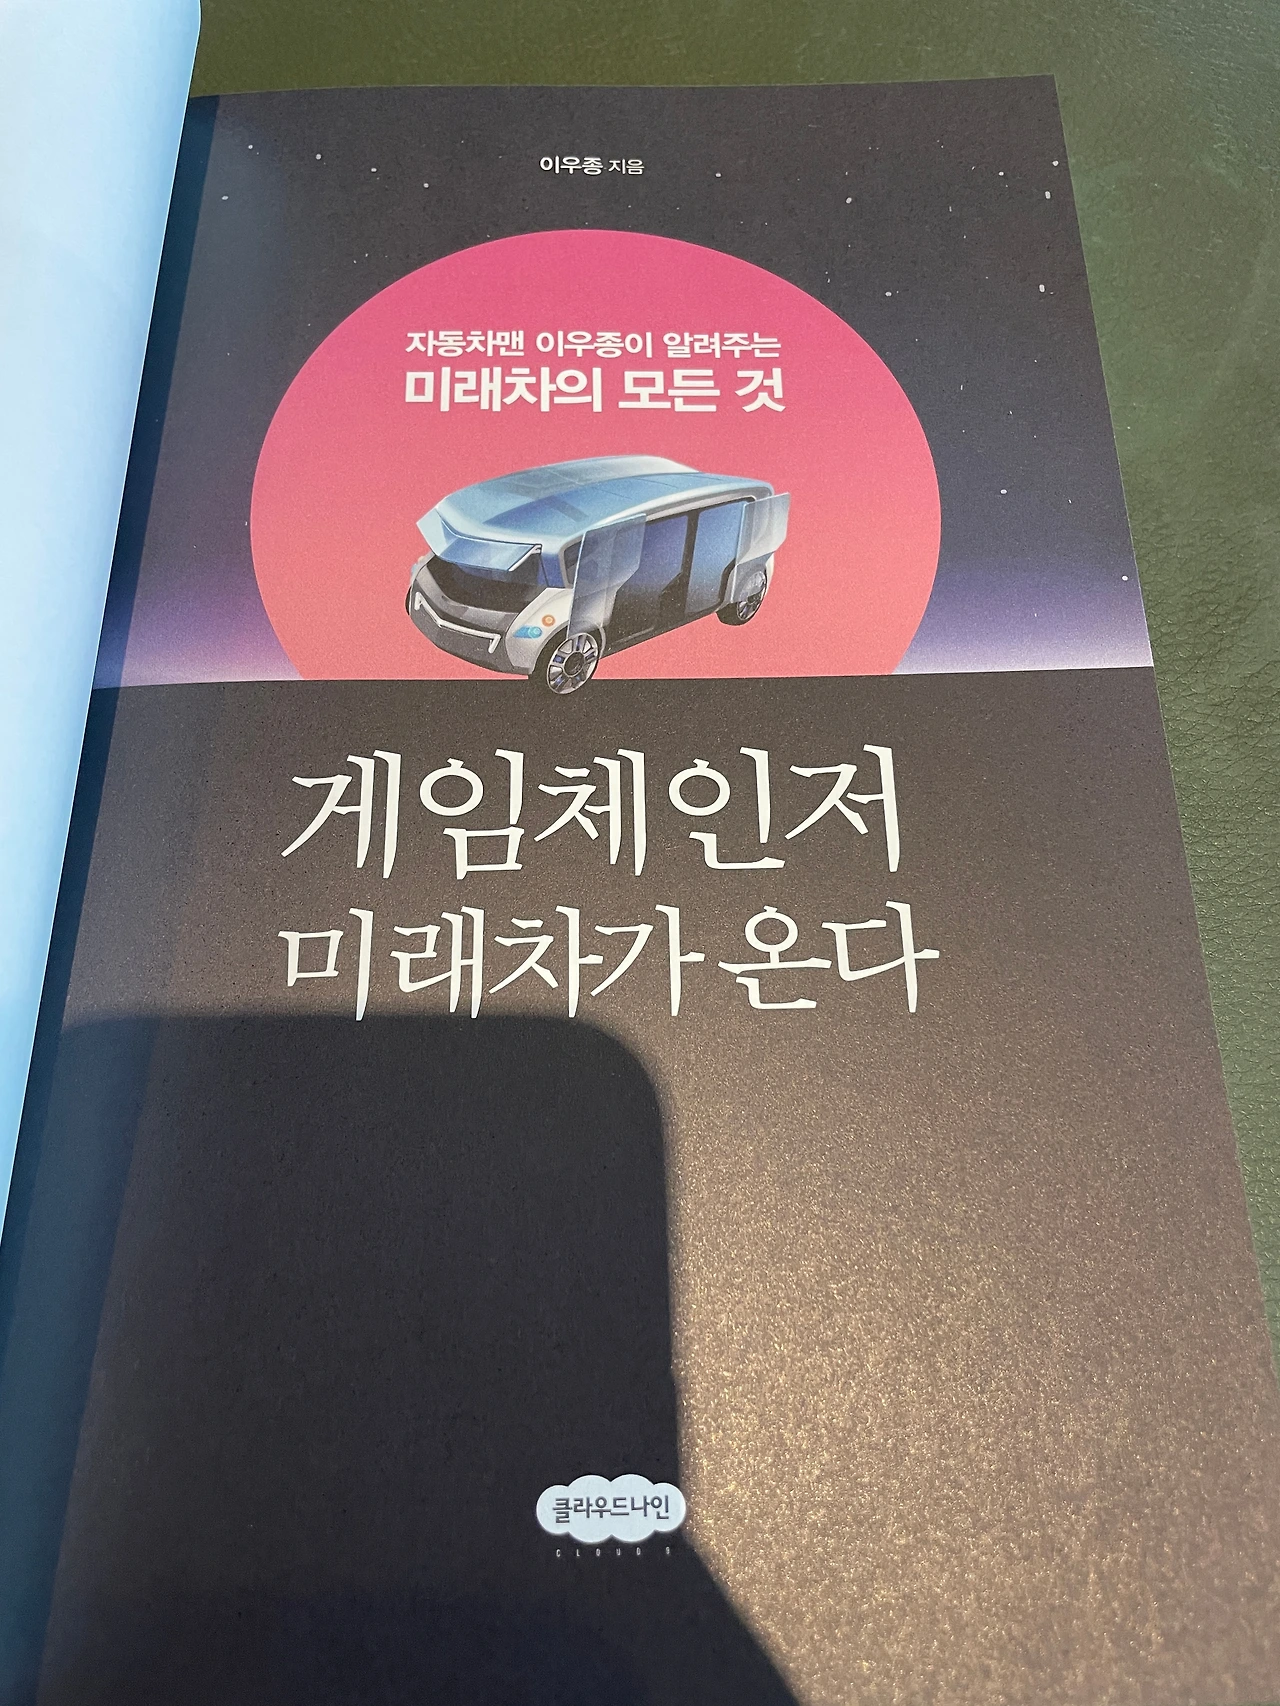 이우종 지음
자동차맨 이우종이 알려주는
미래차의 모든 것
게임체인저
미래차가 온다
클라우드나인
CLOUD 9